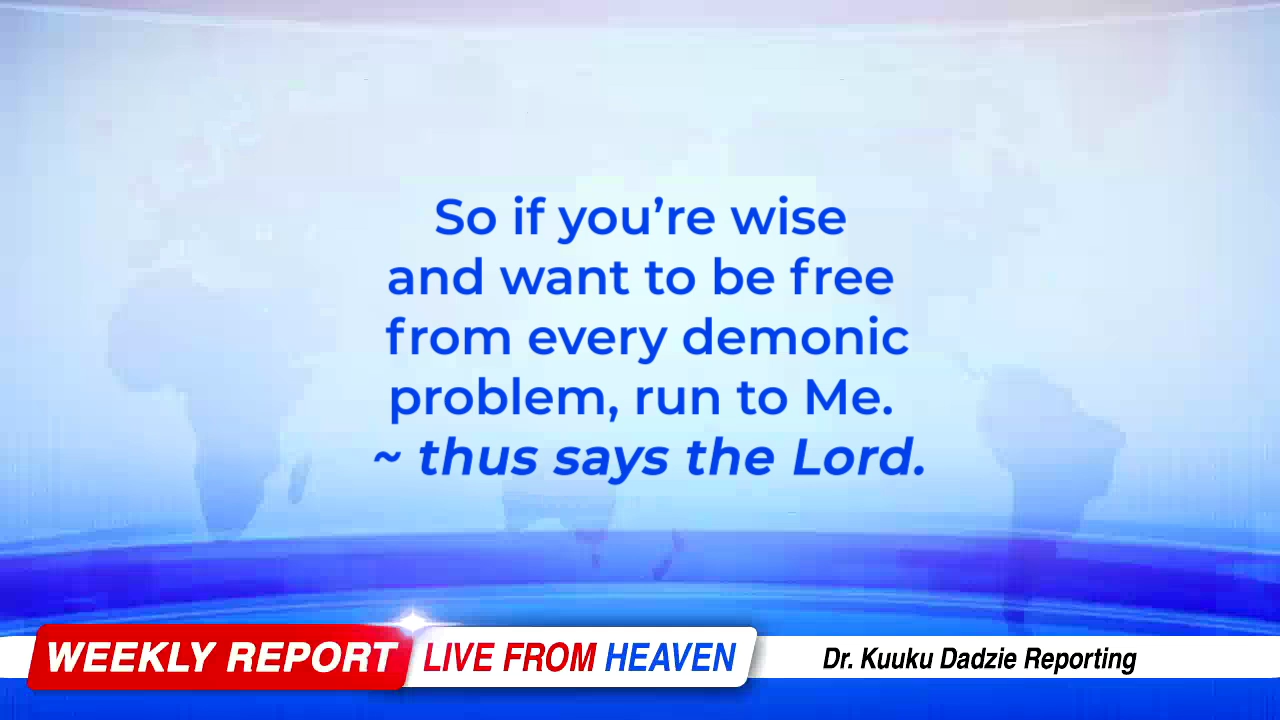 So if you’re wise
and want to be free
from every demonic
problem, run to Me.
~ thus says the Lord.
WEEKLY REPORT LIVE FROM HEAVEN Dr. Kuuku Dadzie Reporting